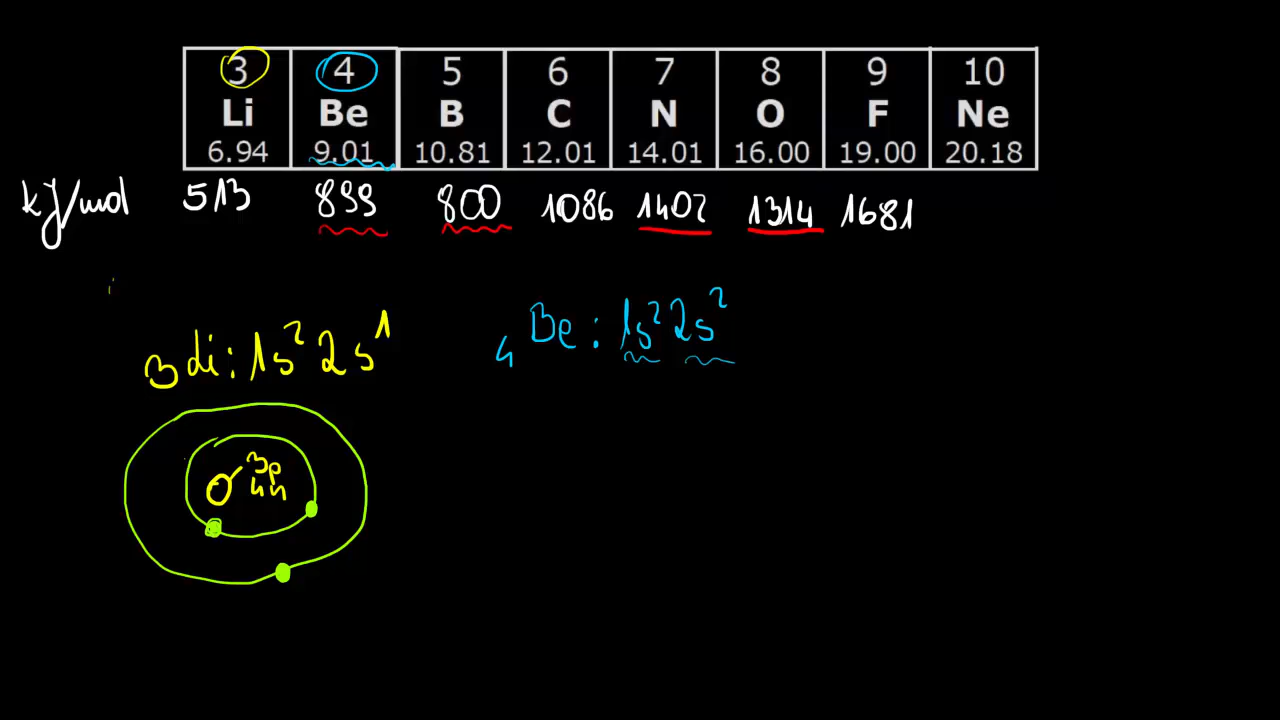 3 4 5 6 7 8 9 10
Li Be B C N O F Ne
6.94 9.01 10.81 12.01 14.01 16.00 19.00 20.18
kJ/mol 513 899 800 1086 1402 1314 1681
₃Li: 1s² 2s¹
₄Be: 1s² 2s²
3p
4n